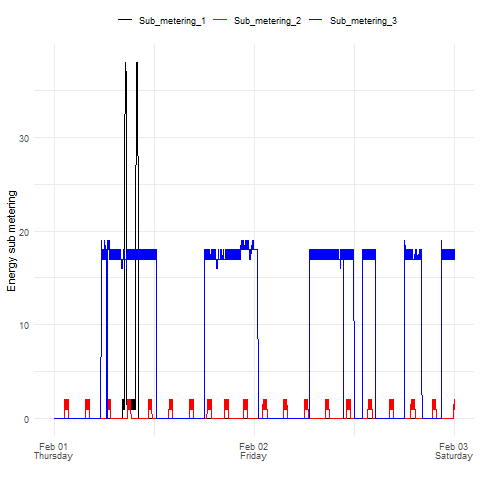 Sub_metering_1 Sub_metering_2 Sub_metering_3
Energy sub metering
30
20
10
0
Feb 01 Feb 02 Feb 03
Thursday Friday Saturday